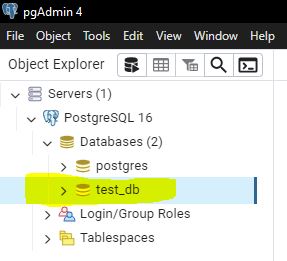 pgAdmin 4
File Object Tools Edit View Window Help
Object Explorer
Servers (1)
PostgreSQL 16
Databases (2)
postgres
test_db
Login/Group Roles
Tablespaces